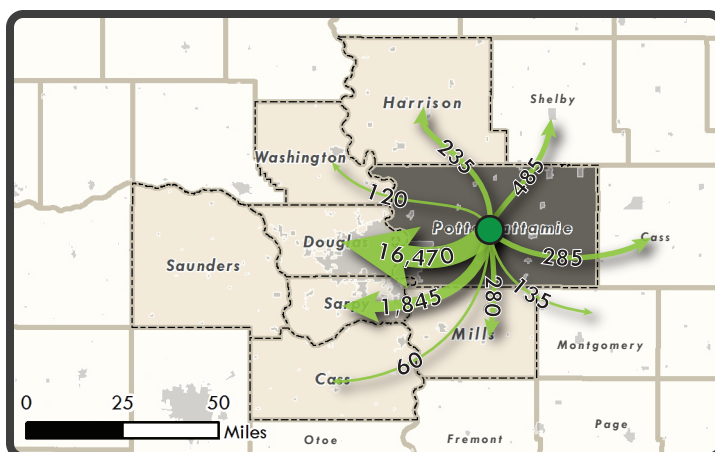 Harrison
Shelby
235
485
Washington
120
Pottawattamie
Douglas
16,470
285
Cass
Saunders
Sarpy
1,845
280
135
Mills
Montgomery
60
Cass
0 25 50
Miles
Page
Otoe
Fremont